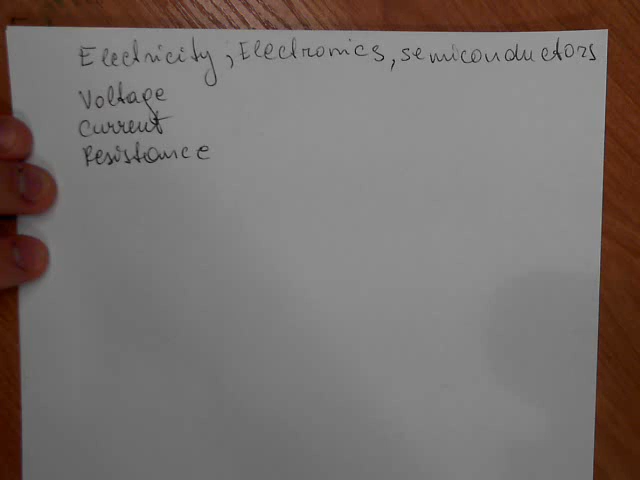 Electricity, Electronics, semiconductors
Voltage
Current
Resistance